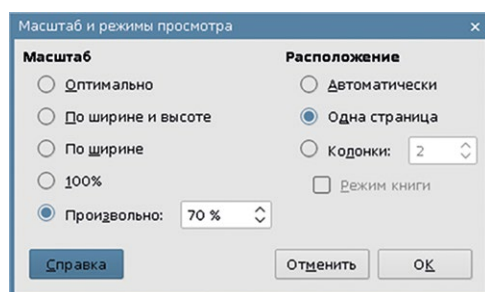 Масштаб и режимы просмотра
Масштаб
Оптимально
По ширине и высоте
По ширине
100%
Произвольно: 70 %
Расположение
Автоматически
Одна страница
Колонки: 2
Режим книги
Справка
Отменить
OK